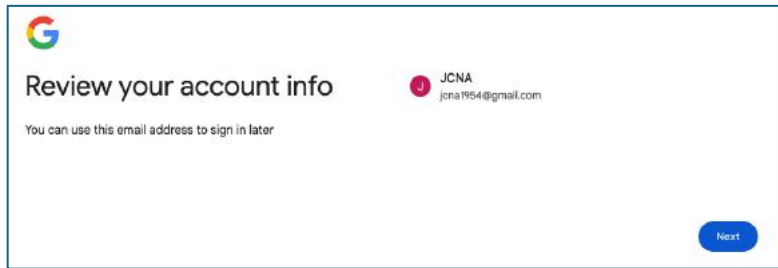 Review your account info
You can use this email address to sign in later
J
JCNA
jcna1954@gmail.com
Next